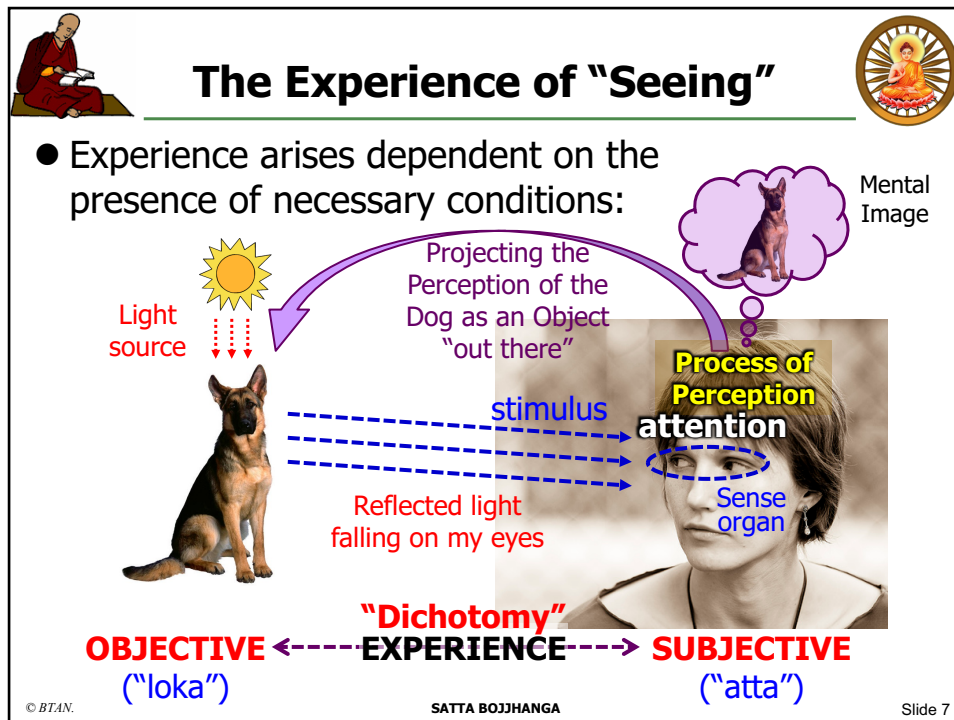 The Experience of “Seeing”
● Experience arises dependent on the
presence of necessary conditions:
Mental
Image
Projecting the
Perception of the
Dog as an Object
“out there”
Light
source
Process of
Perception
attention
stimulus
Sense
organ
Reflected light
falling on my eyes
“Dichotomy”
OBJECTIVE EXPERIENCE SUBJECTIVE
(“loka”) (“atta”)
© BTAN. SATTA BOJJHANGA Slide 7